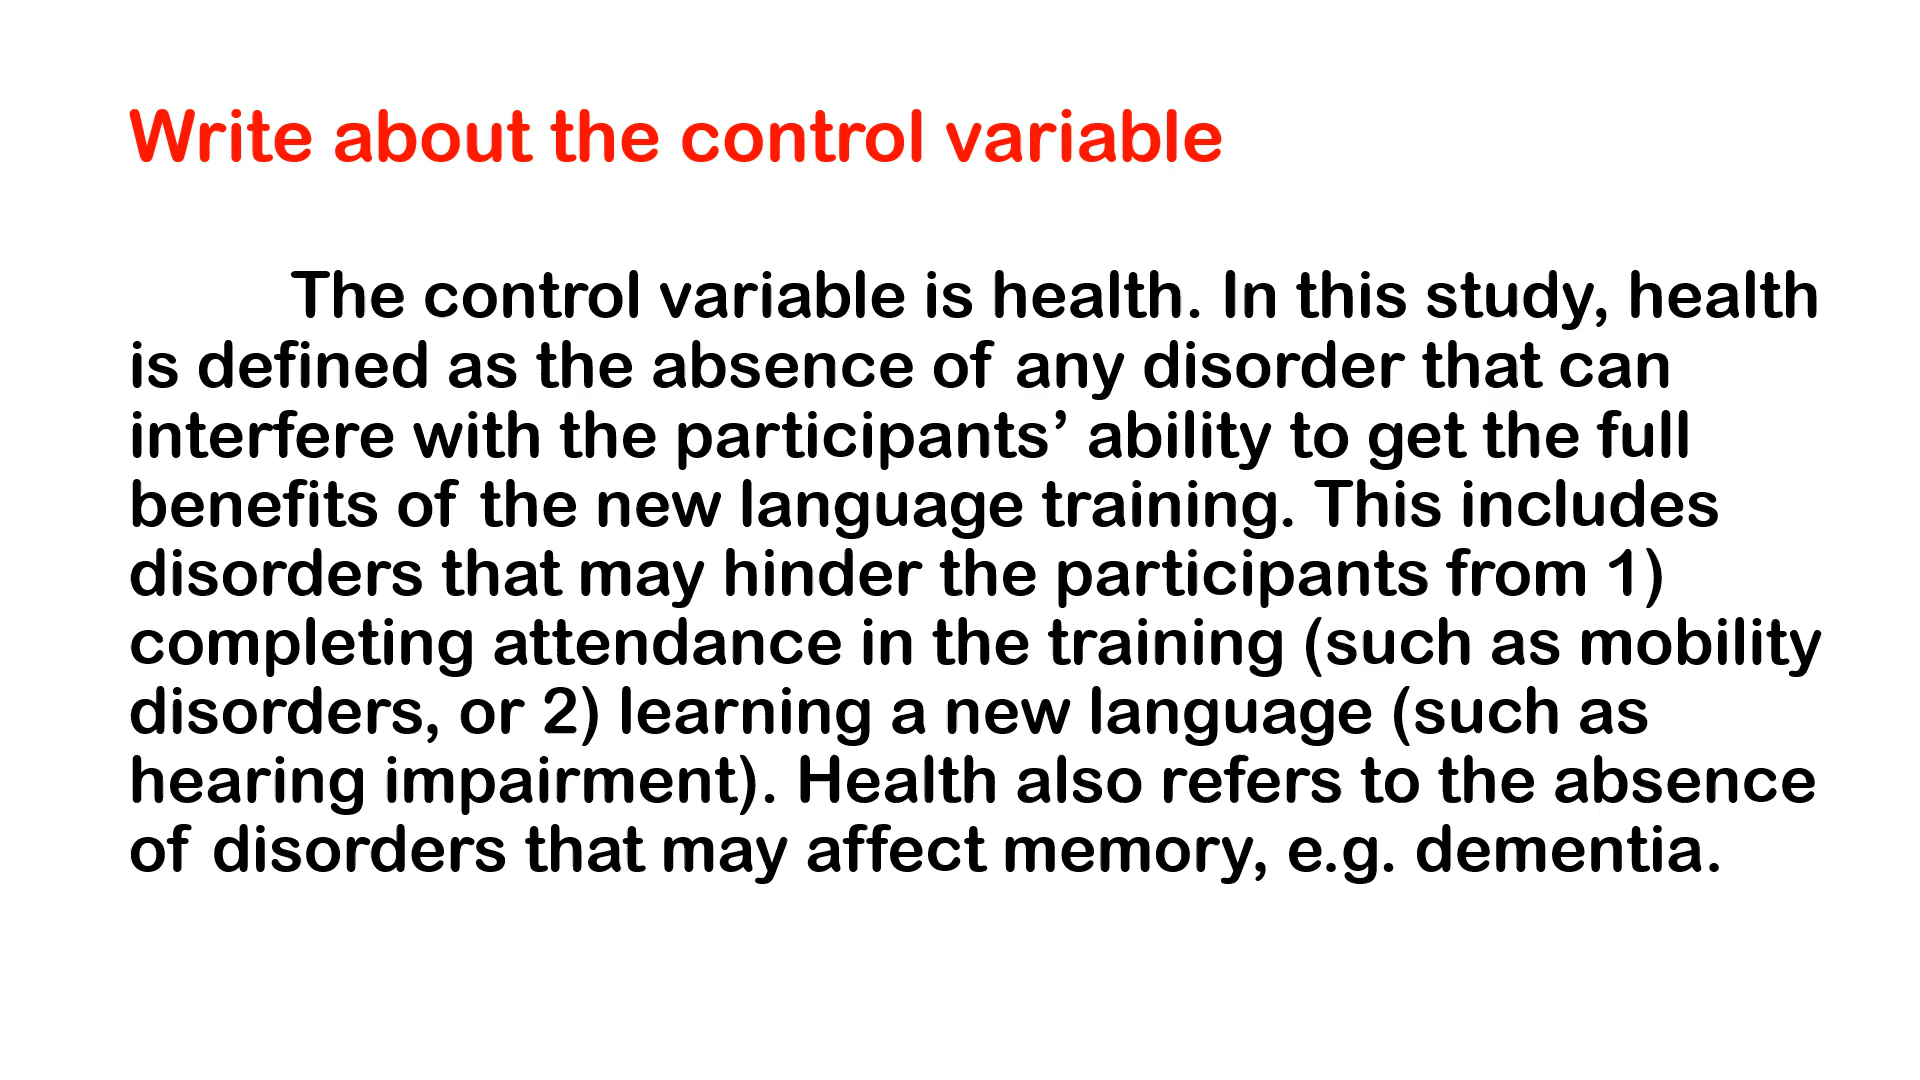 Write about the control variable
The control variable is health. In this study, health
is defined as the absence of any disorder that can
interfere with the participants’ ability to get the full
benefits of the new language training. This includes
disorders that may hinder the participants from 1)
completing attendance in the training (such as mobility
disorders, or 2) learning a new language (such as
hearing impairment). Health also refers to the absence
of disorders that may affect memory, e.g. dementia.